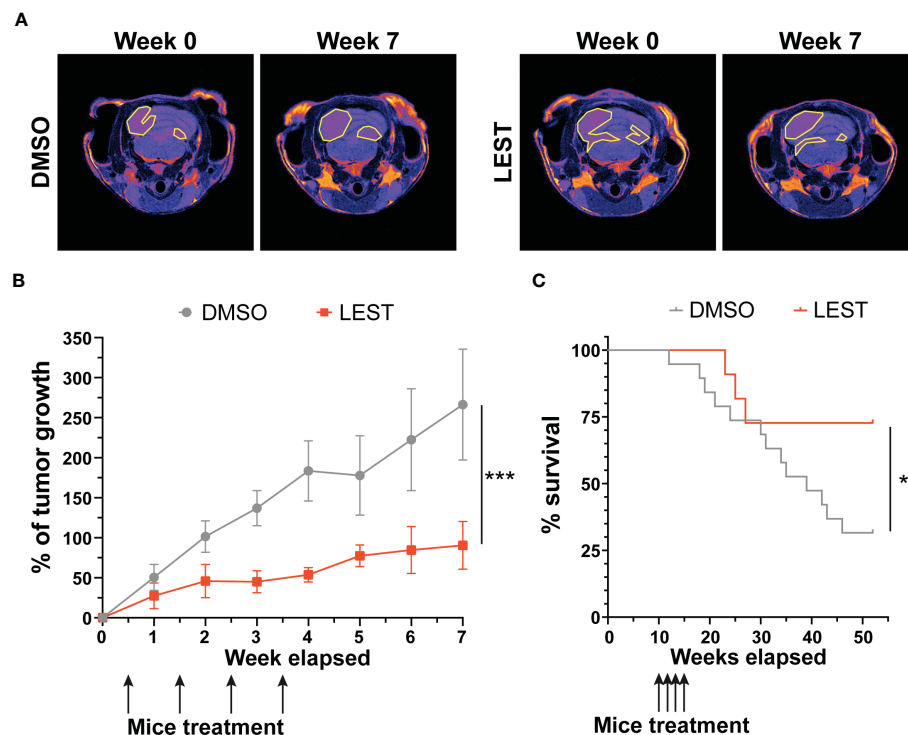 A
Week 0 Week 7 Week 0 Week 7
DMSO
LEST
B
DMSO LEST
% of tumor growth
350
300
250
200
150
100
50
0
***
0 1 2 3 4 5 6 7
Week elapsed
Mice treatment
C
DMSO LEST
% survival
100
75
50
25
0
*
0 10 20 30 40 50
Weeks elapsed
Mice treatment